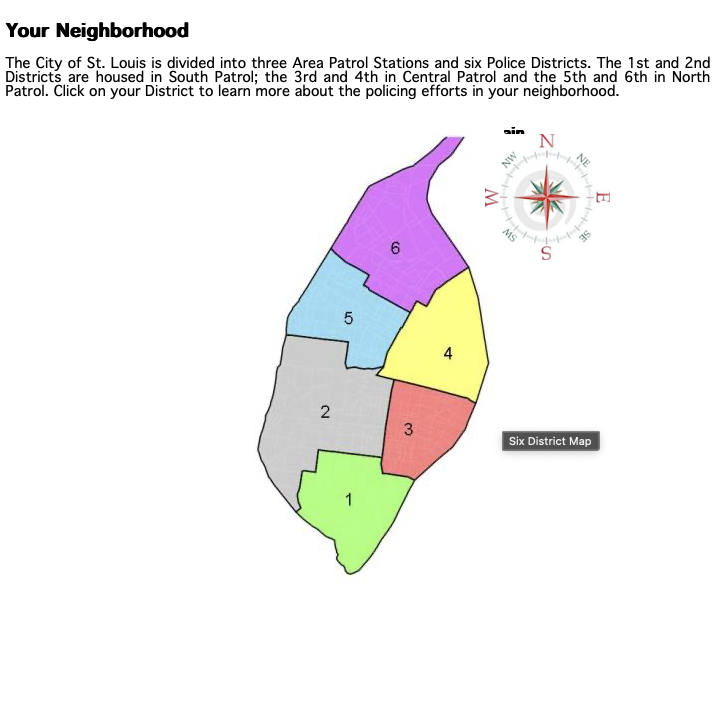 Your Neighborhood
The City of St. Louis is divided into three Area Patrol Stations and six Police Districts. The 1st and 2nd
Districts are housed in South Patrol; the 3rd and 4th in Central Patrol and the 5th and 6th in North
Patrol. Click on your District to learn more about the policing efforts in your neighborhood.
N
NW
NE
W
E
SW
SE
S
6
5
4
2
3
Six District Map
1